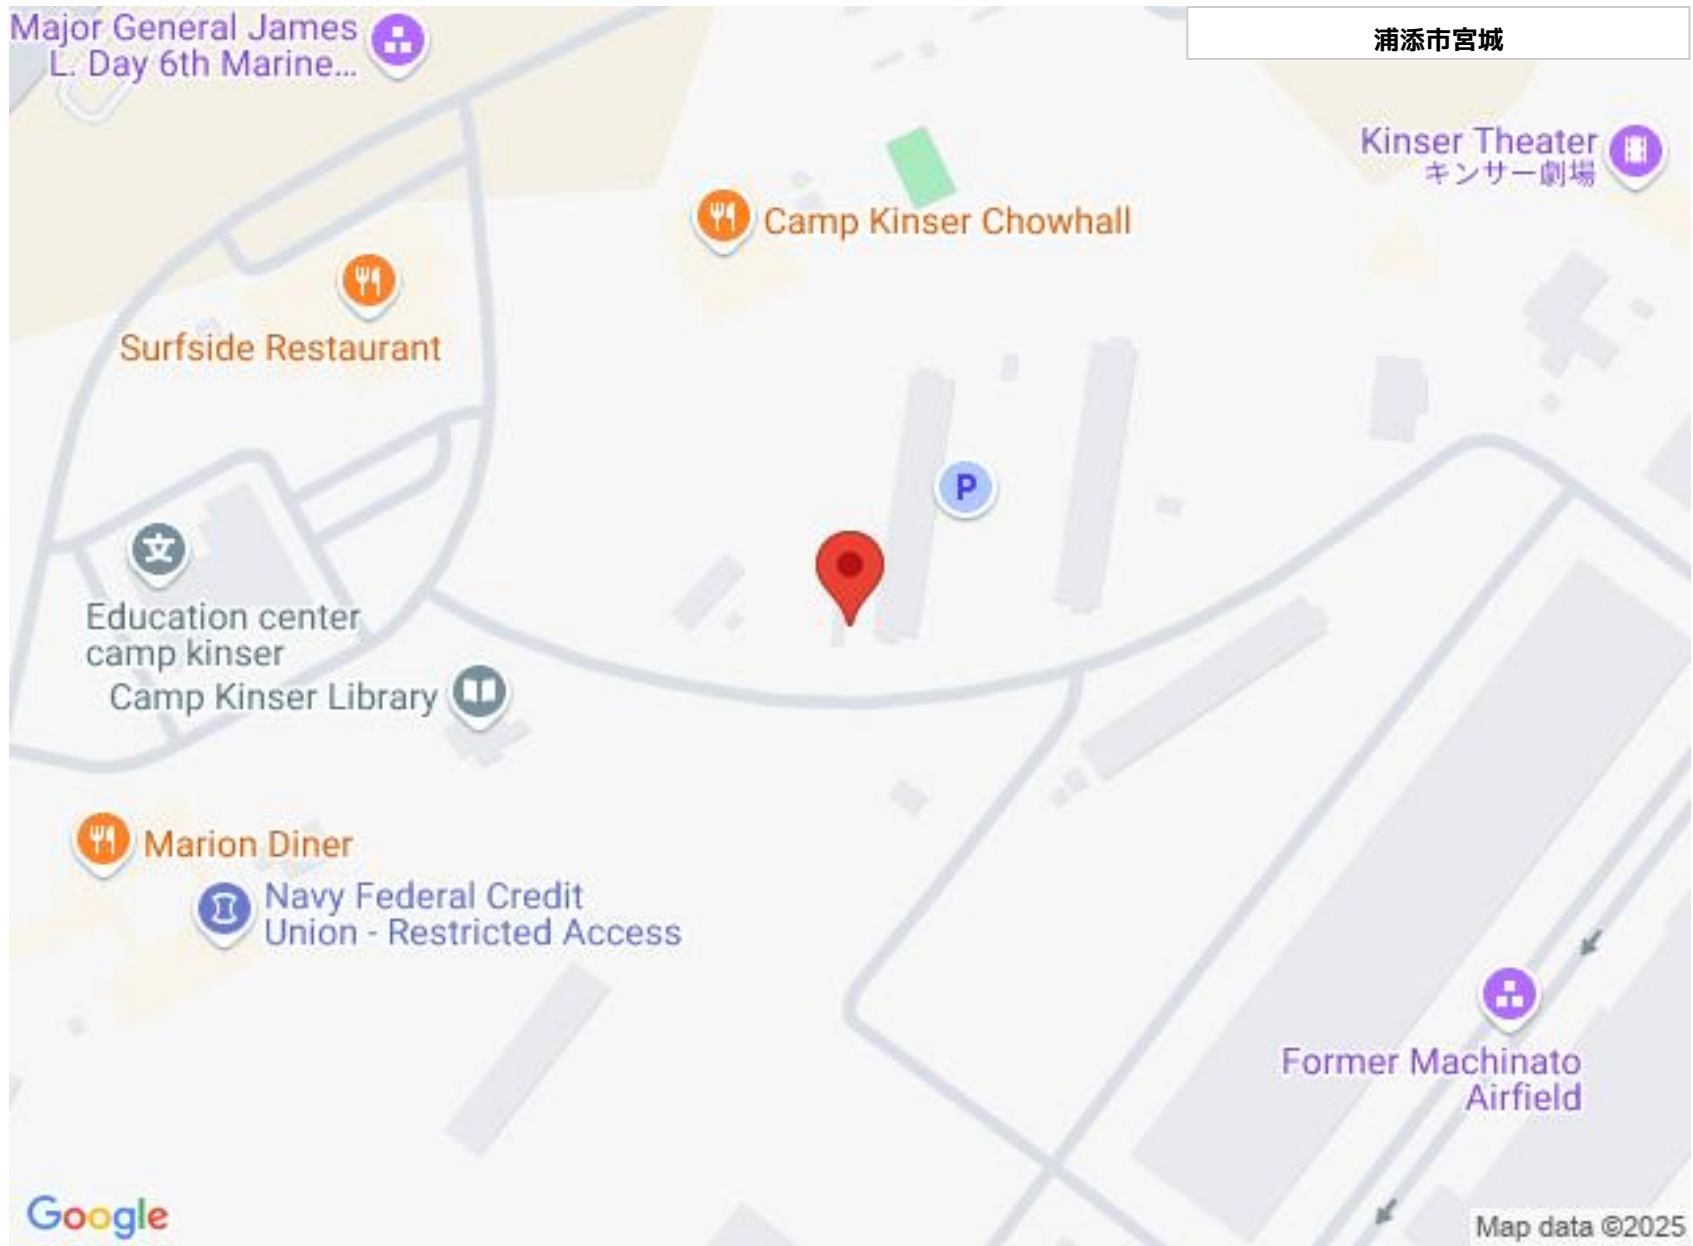 Major General James
L. Day 6th Marine...
浦添市宮城
Kinser Theater
キンサー劇場
Camp Kinser Chowhall
Surfside Restaurant
P
文
Education center
camp kinser
Camp Kinser Library
Marion Diner
Navy Federal Credit
Union - Restricted Access
Former Machinato
Airfield
Google
Map data ©2025